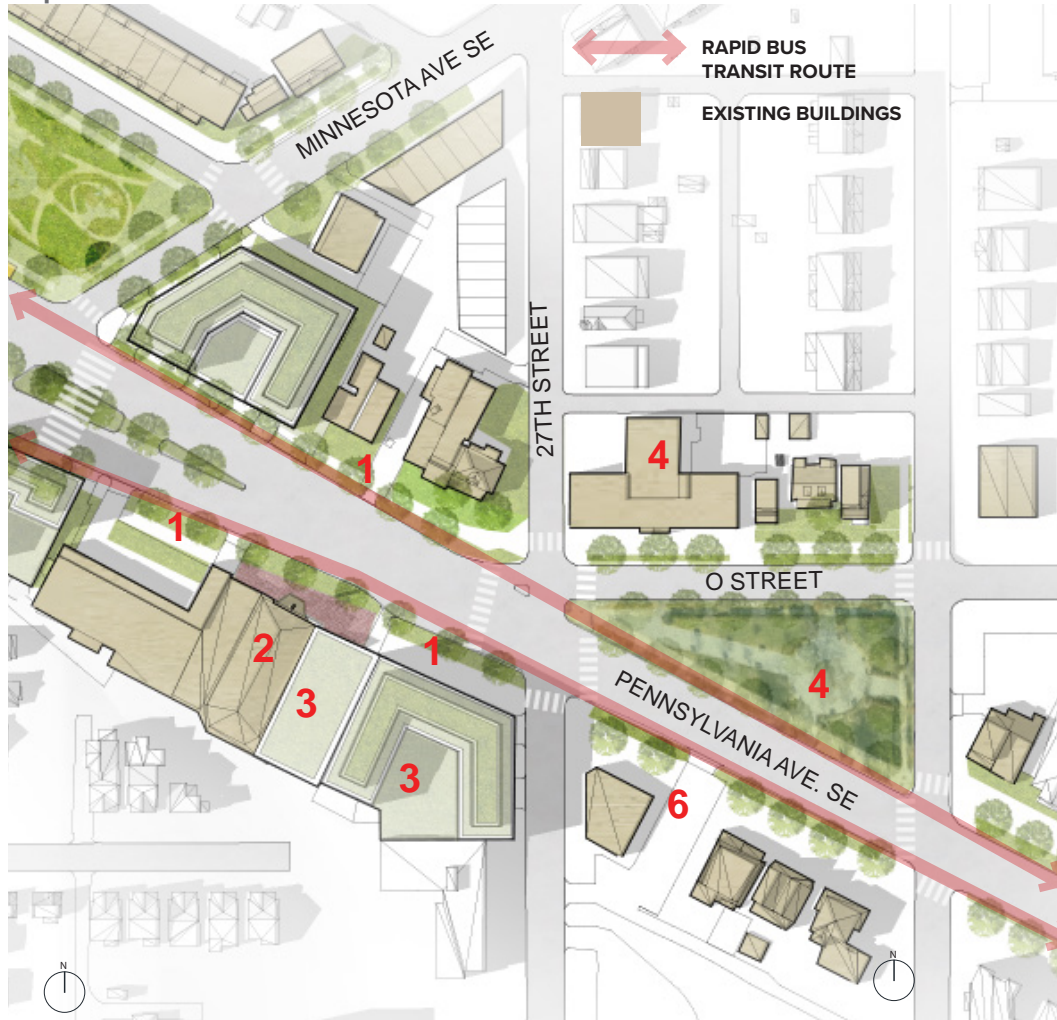 RAPID BUS
TRANSIT ROUTE
EXISTING BUILDINGS
MINNESOTA AVE SE
27TH STREET
1
4
1
O STREET
2
1
3
4
PENNSYLVANIA AVE. SE
3
6
N
N